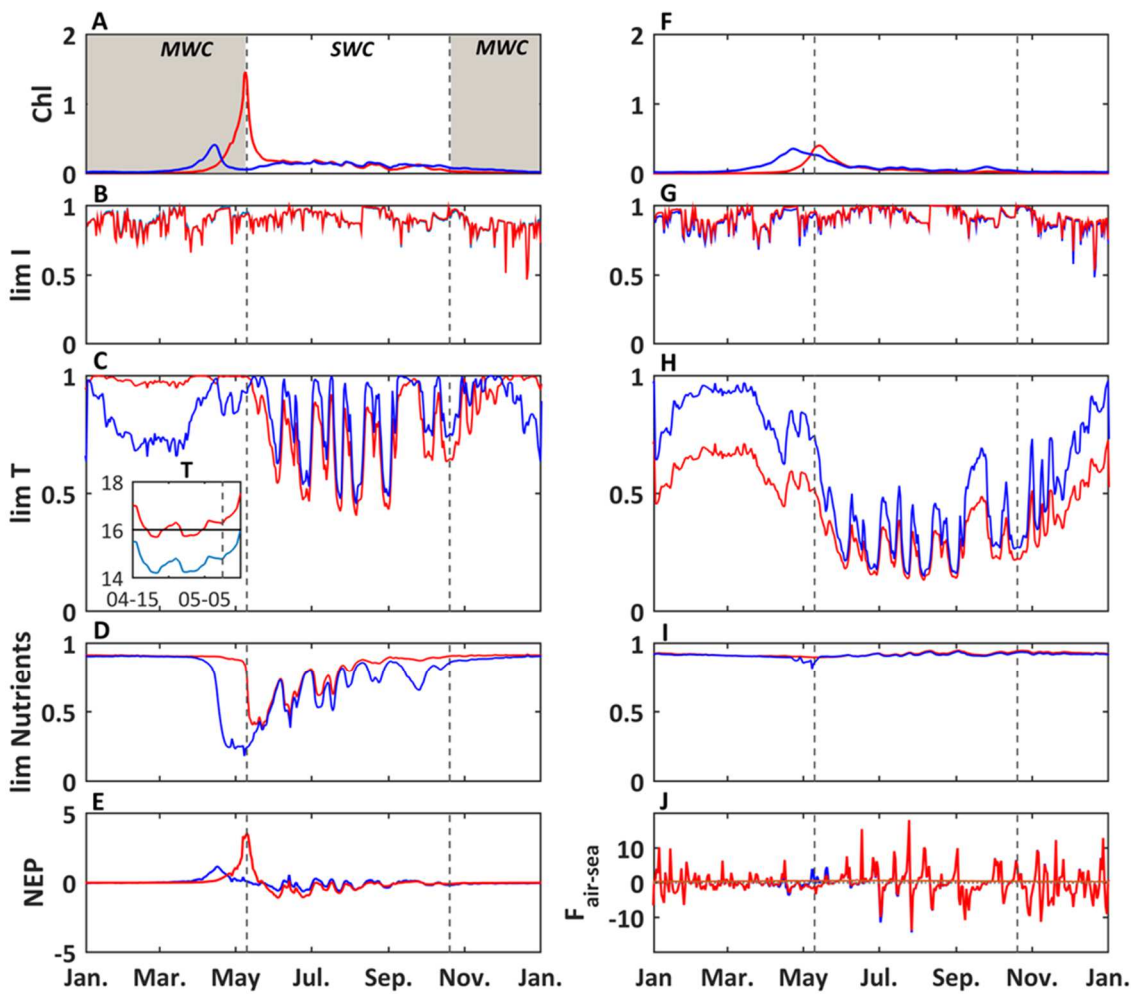 A
F
2
MWC
SWC
MWC
2
Chl
1
1
0
0
B
G
1
1
lim I
0.5
0.5
0
0
C
H
1
1
lim T
T
18
16
14
04-15
05-05
0.5
0.5
0
0
D
I
1
1
lim Nutrients
0.5
0.5
0
0
E
J
5
NEP
0
-5
F air-sea
10
0
-10
Jan.
Mar.
May
Jul.
Sep.
Nov.
Jan.
Jan
Mar.
May
Jul.
Sep.
Nov.
Jan.